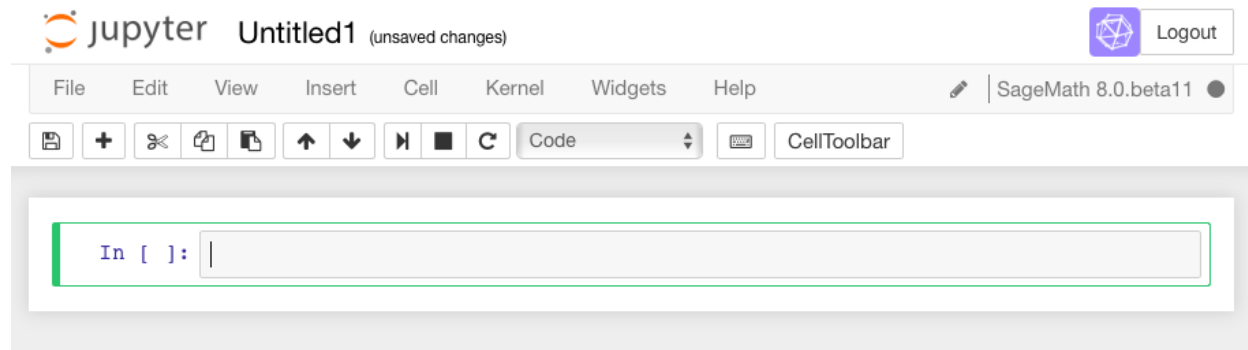 jupyter Untitled1 (unsaved changes) Logout
File Edit View Insert Cell Kernel Widgets Help SageMath 8.0.beta11
Code CellToolbar
In [ ]: